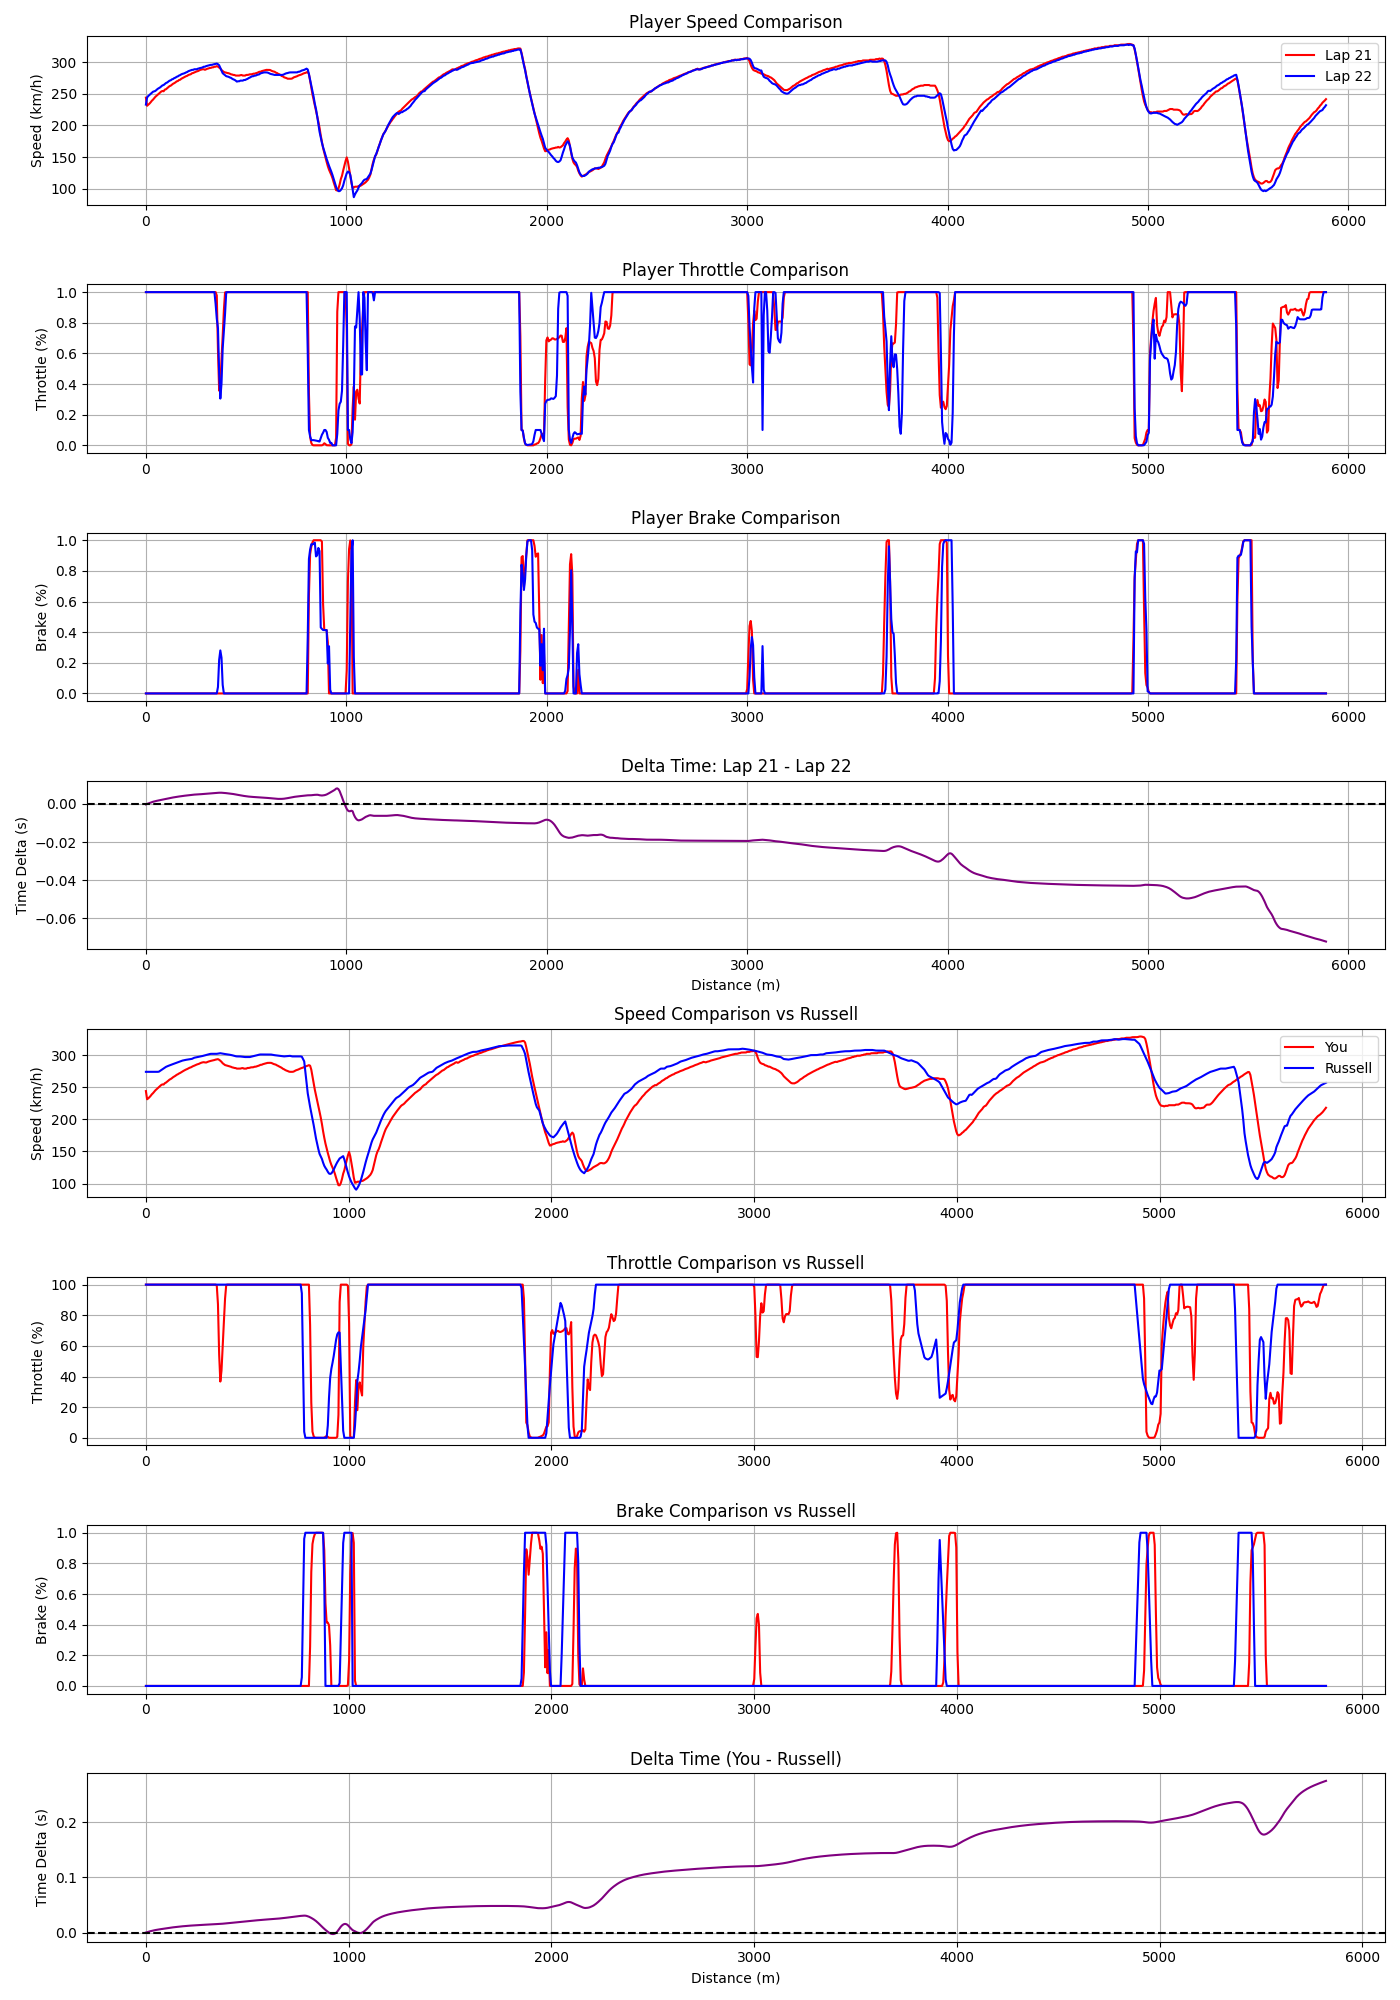 Player Speed Comparison
Speed (km/h)
300
250
200
150
100
Lap 21
Lap 22
0 1000 2000 3000 4000 5000 6000
Player Throttle Comparison
Throttle (%)
1.0
0.8
0.6
0.4
0.2
0.0
0 1000 2000 3000 4000 5000 6000
Player Brake Comparison
Brake (%)
1.0
0.8
0.6
0.4
0.2
0.0
0 1000 2000 3000 4000 5000 6000
Delta Time: Lap 21 - Lap 22
Time Delta (s)
0.00
−0.02
−0.04
−0.06
0 1000 2000 3000 4000 5000 6000
Distance (m)
Speed Comparison vs Russell
Speed (km/h)
300
250
200
150
100
You
Russell
0 1000 2000 3000 4000 5000 6000
Throttle Comparison vs Russell
Throttle (%)
100
80
60
40
20
0
0 1000 2000 3000 4000 5000 6000
Brake Comparison vs Russell
Brake (%)
1.0
0.8
0.6
0.4
0.2
0.0
0 1000 2000 3000 4000 5000 6000
Delta Time (You - Russell)
Time Delta (s)
0.2
0.1
0.0
0 1000 2000 3000 4000 5000 6000
Distance (m)